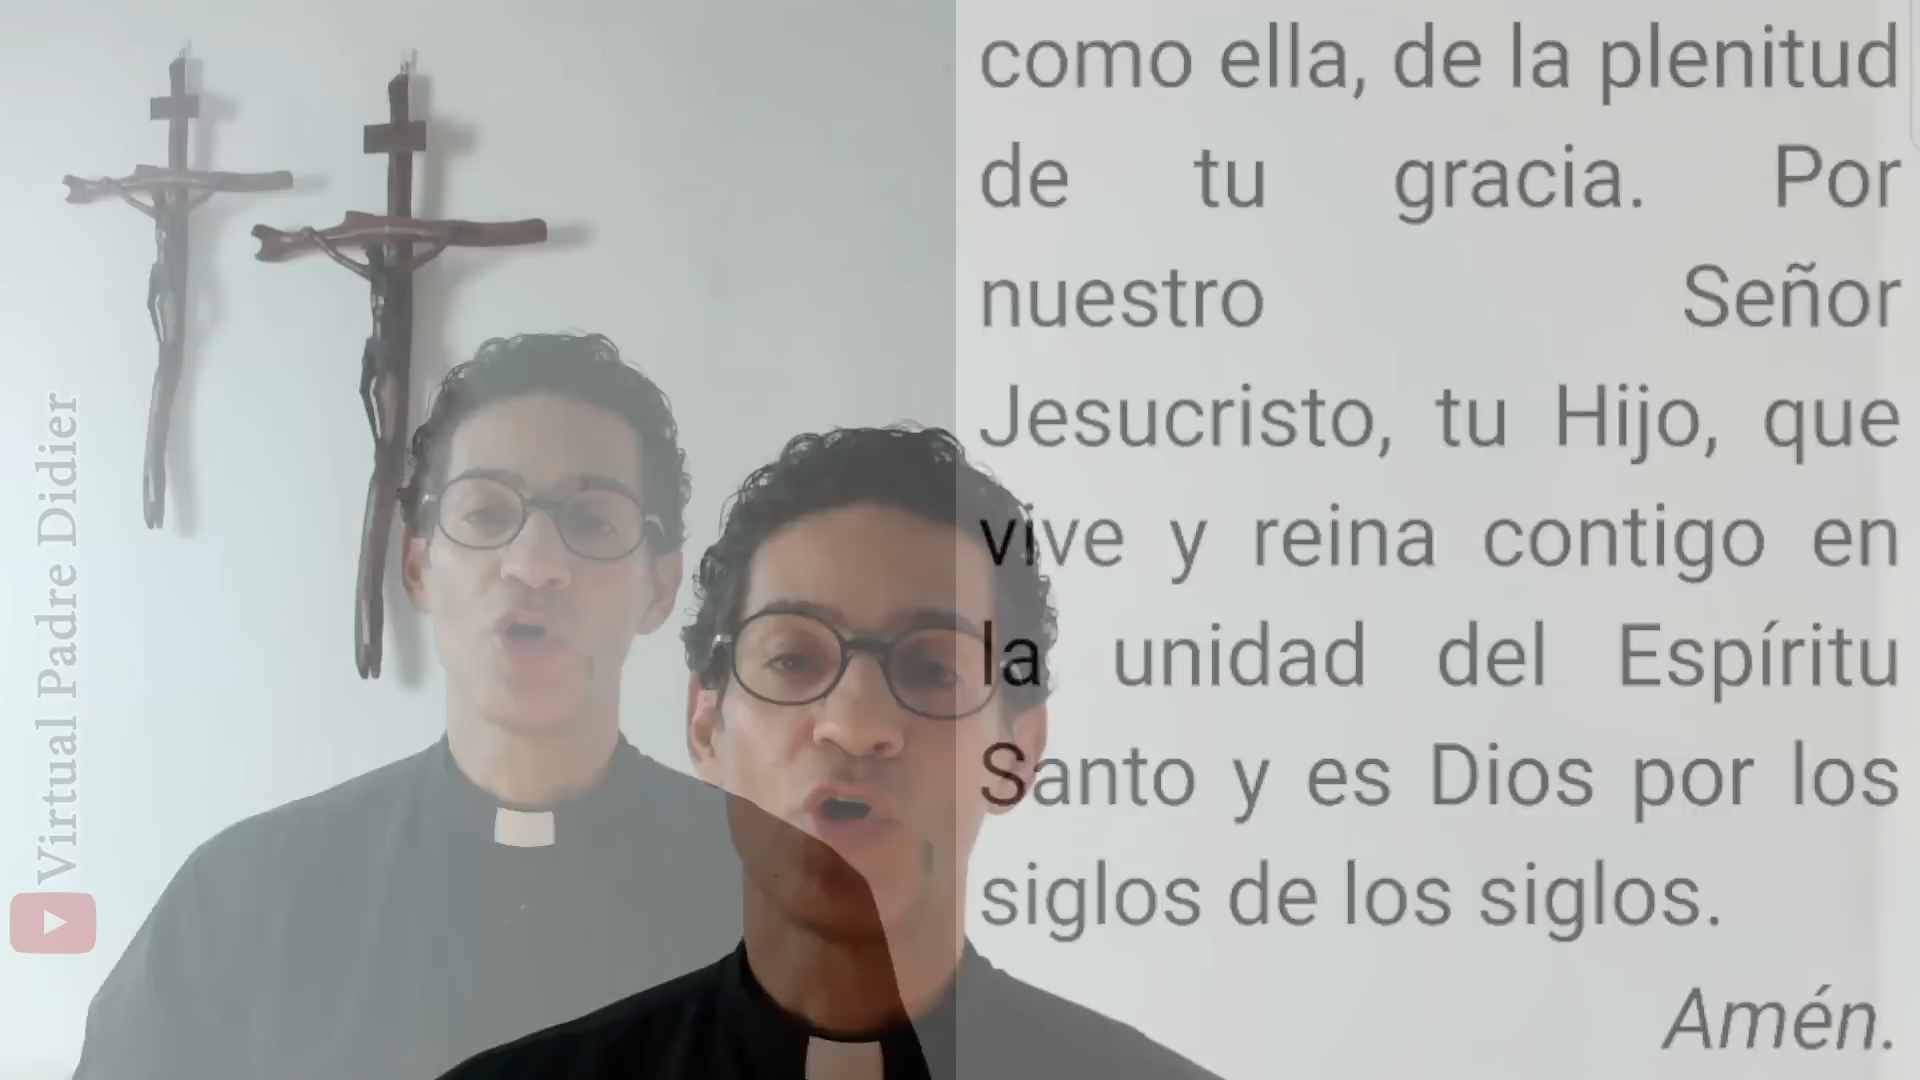 como ella, de la plenitud
de tu gracia. Por
nuestro Señor
Jesucristo, tu Hijo, que
vive y reina contigo en
la unidad del Espíritu
Santo y es Dios por los
siglos de los siglos.
Amén.
Virtual Padre Didier